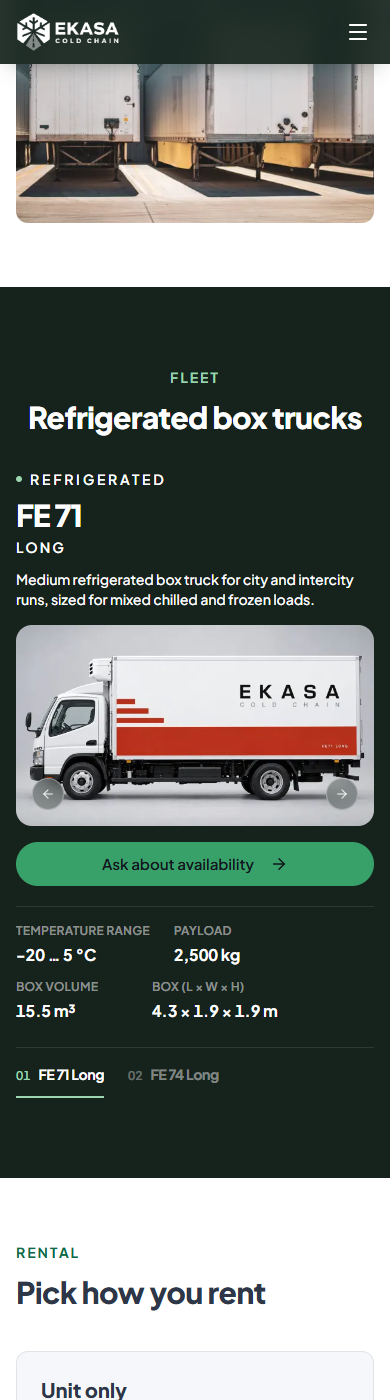 EKASA
COLD CHAIN
FLEET
Refrigerated box trucks
REFRIGERATED
FE 71
LONG
Medium refrigerated box truck for city and intercity
runs, sized for mixed chilled and frozen loads.
EKASA
COLD CHAIN
FE71 LONG
Ask about availability →
TEMPERATURE RANGE PAYLOAD
-20 … 5 °C 2,500 kg
BOX VOLUME BOX (L × W × H)
15.5 m³ 4.3 × 1.9 × 1.9 m
01 FE 71 Long 02 FE 74 Long
RENTAL
Pick how you rent
Unit only